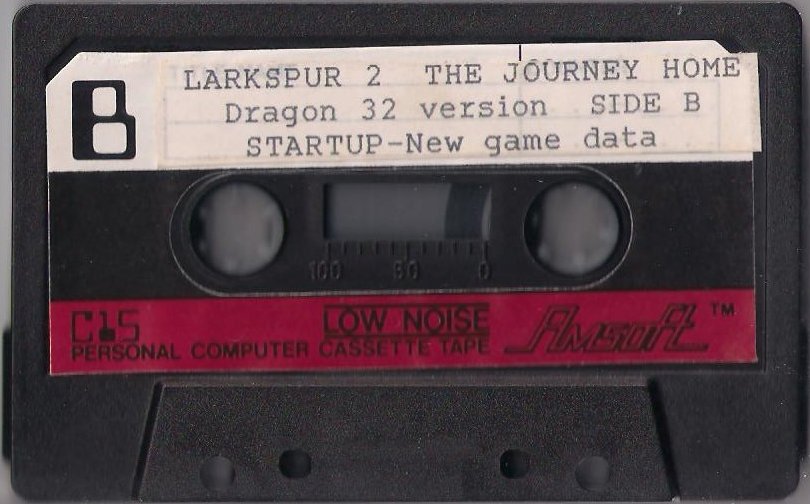 B
LARKSPUR 2 THE JOURNEY HOME
Dragon 32 version SIDE B
STARTUP-New game data
100 50 0
C15
LOW NOISE
Amsoft ™
PERSONAL COMPUTER CASSETTE TAPE